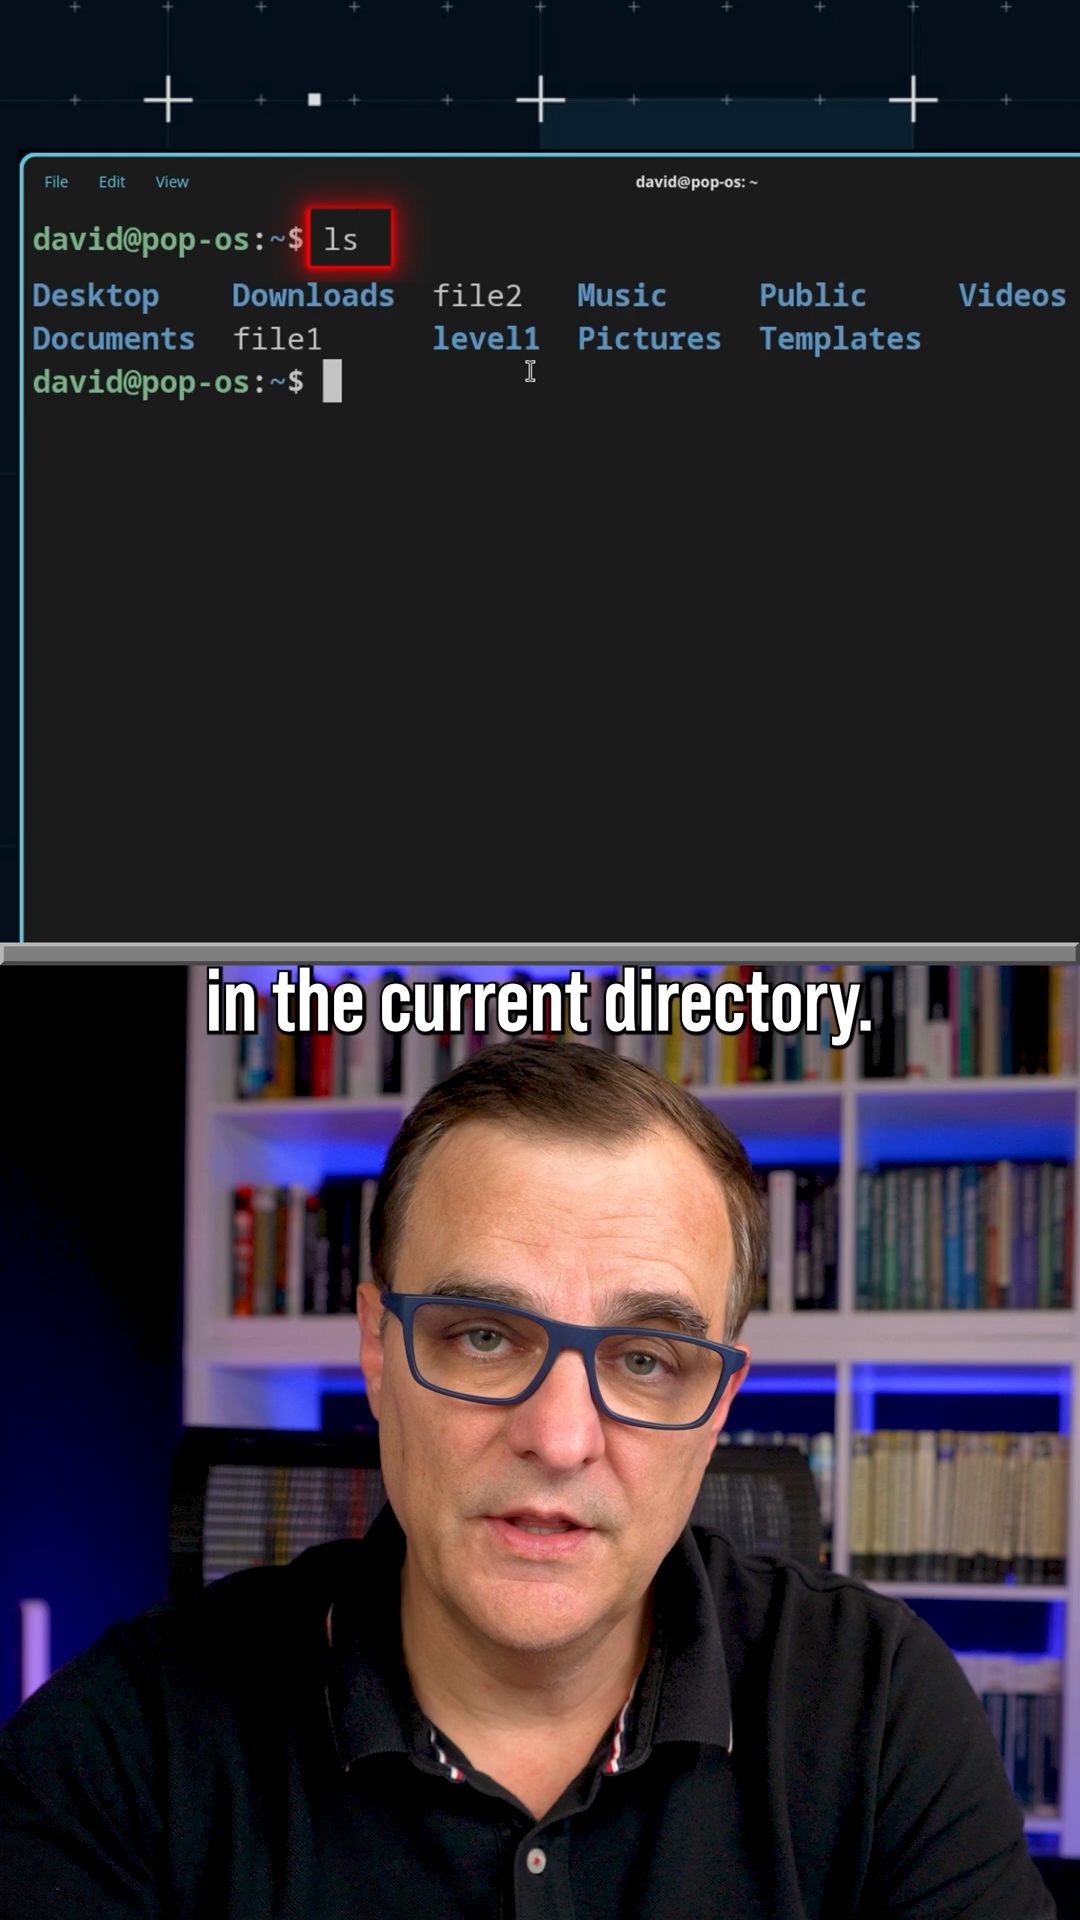 File Edit View david@pop-os: ~
david@pop-os:~$ ls
Desktop Downloads file2 Music Public Videos
Documents file1 level1 Pictures Templates
david@pop-os:~$
in the current directory.